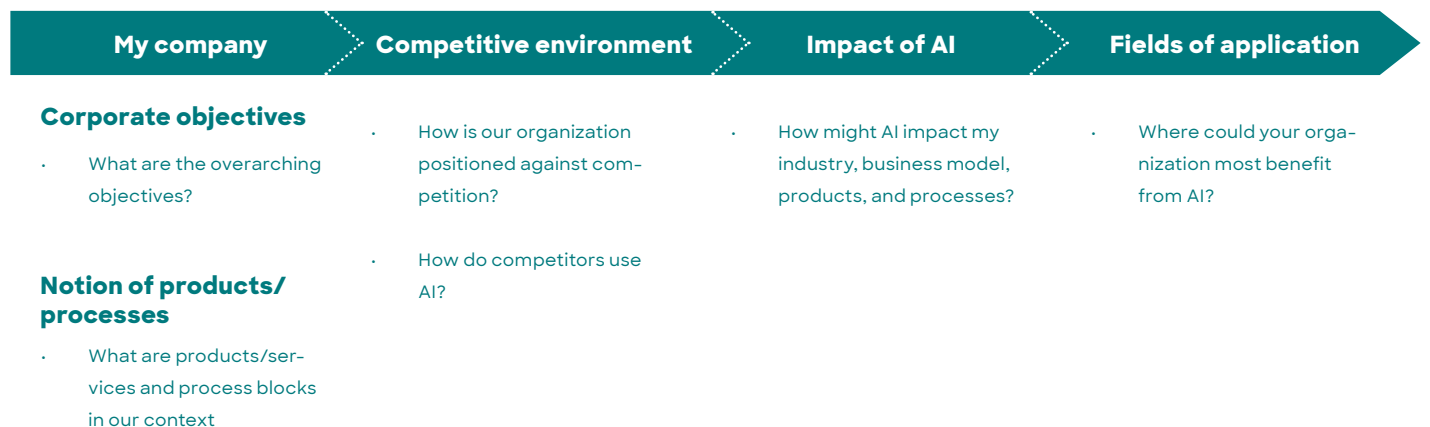 My company
Competitive environment
Impact of AI
Fields of application
Corporate objectives
· What are the overarching
objectives?
Notion of products/
processes
· What are products/ser-
vices and process blocks
in our context
· How is our organization
positioned against com-
petition?
· How do competitors use
AI?
· How might AI impact my
industry, business model,
products, and processes?
· Where could your orga-
nization most benefit
from AI?